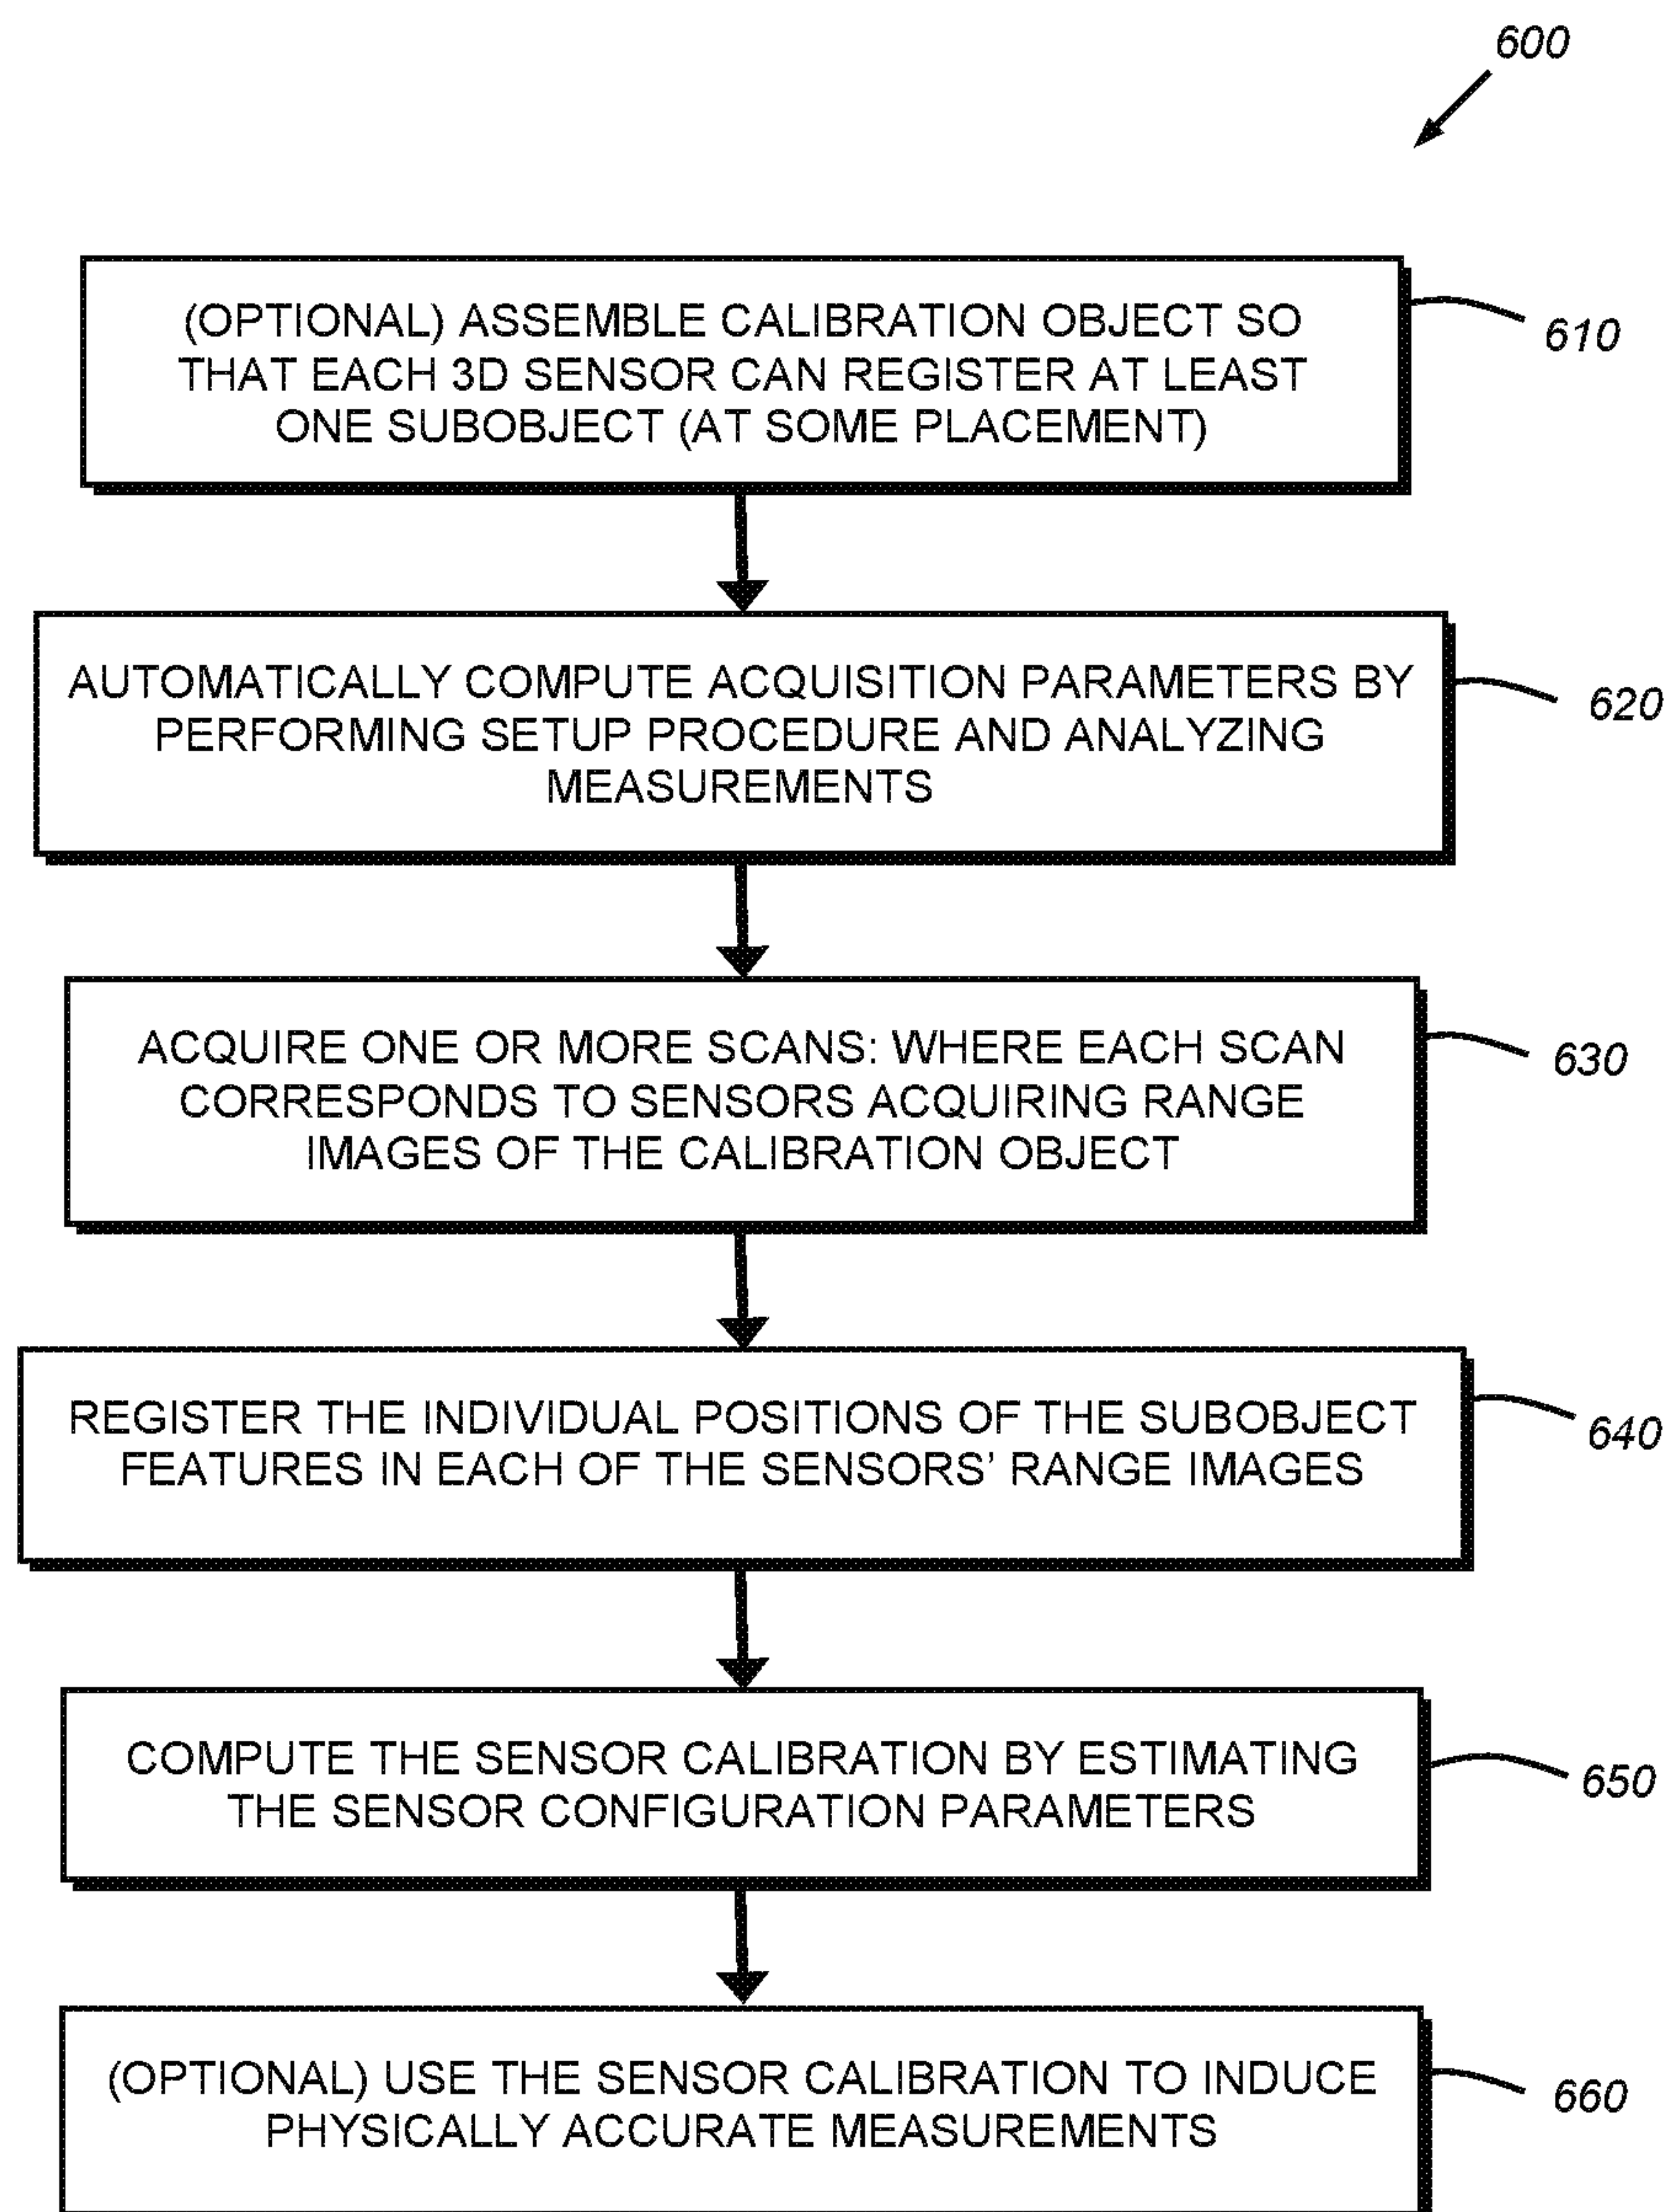 600
(OPTIONAL) ASSEMBLE CALIBRATION OBJECT SO
THAT EACH 3D SENSOR CAN REGISTER AT LEAST
ONE SUBOBJECT (AT SOME PLACEMENT)
610
AUTOMATICALLY COMPUTE ACQUISITION PARAMETERS BY
PERFORMING SETUP PROCEDURE AND ANALYZING
MEASUREMENTS
620
ACQUIRE ONE OR MORE SCANS: WHERE EACH SCAN
CORRESPONDS TO SENSORS ACQUIRING RANGE
IMAGES OF THE CALIBRATION OBJECT
630
REGISTER THE INDIVIDUAL POSITIONS OF THE SUBOBJECT
FEATURES IN EACH OF THE SENSORS’ RANGE IMAGES
640
COMPUTE THE SENSOR CALIBRATION BY ESTIMATING
THE SENSOR CONFIGURATION PARAMETERS
650
(OPTIONAL) USE THE SENSOR CALIBRATION TO INDUCE
PHYSICALLY ACCURATE MEASUREMENTS
660